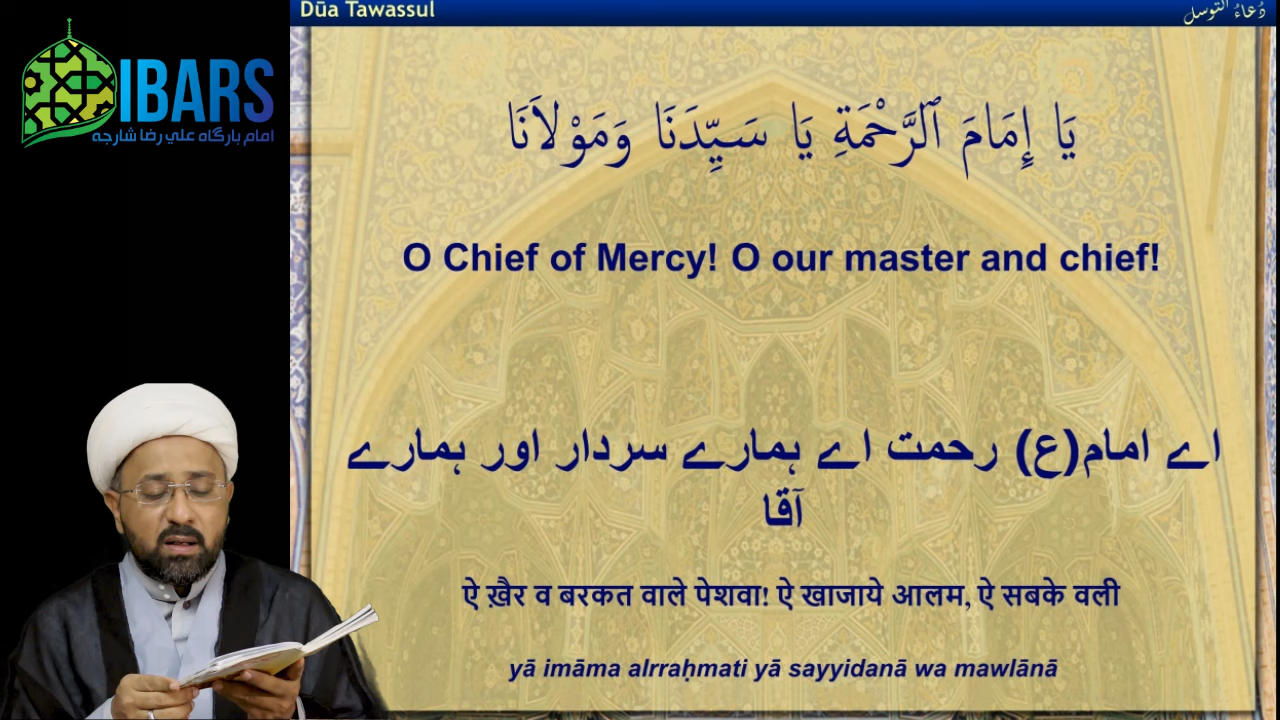 Dūa Tawassul
دُعَاءُ التَّوَسُّل
IBARS
امام بارگاه علي رضا شارجه
يَا إِمَامَ ٱلرَّحْمَةِ يَا سَيِّدَنَا وَمَوْلاَنَا
O Chief of Mercy! O our master and chief!
اے امام(ع) رحمت اے ہمارے سردار اور ہمارے
آقا
ऐ ख़ैर व बरकत वाले पेशवा! ऐ खाजाये आलम, ऐ सबके वली
yā imāma alrraḥmati yā sayyidanā wa mawlānā